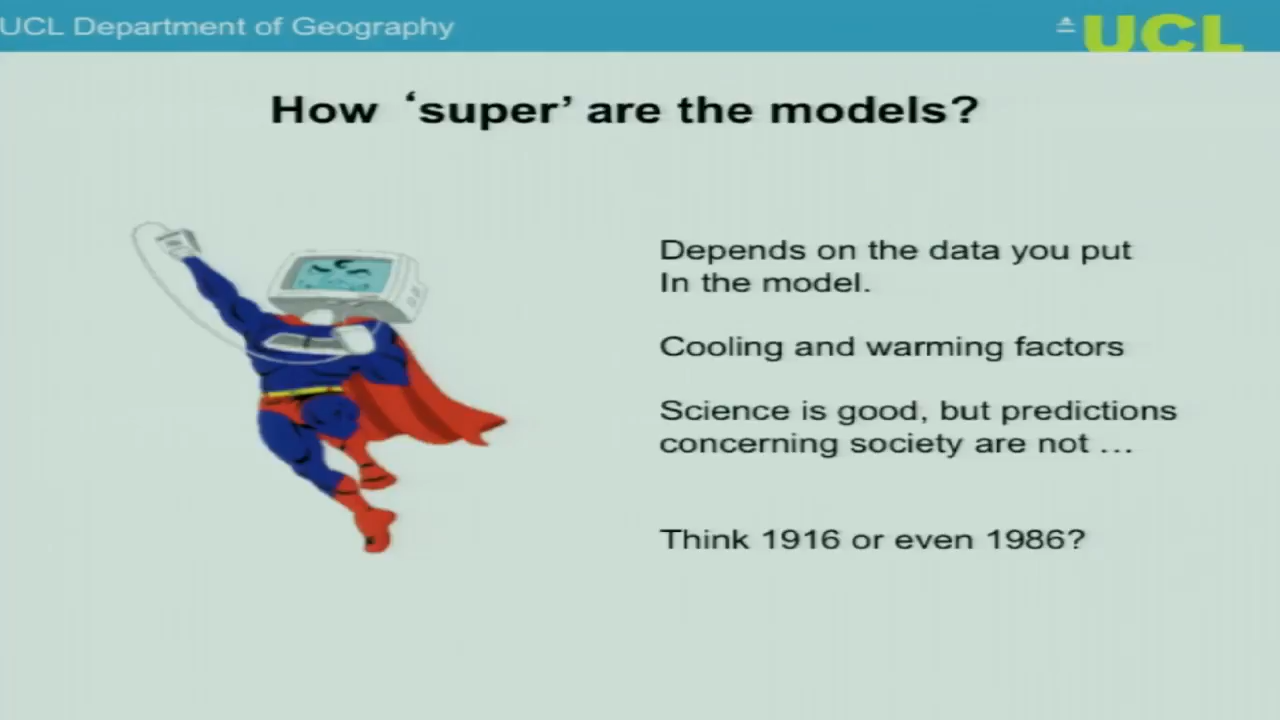 UCL Department of Geography
UCL
How ‘super’ are the models?
Depends on the data you put
In the model.
Cooling and warming factors
Science is good, but predictions
concerning society are not …
Think 1916 or even 1986?